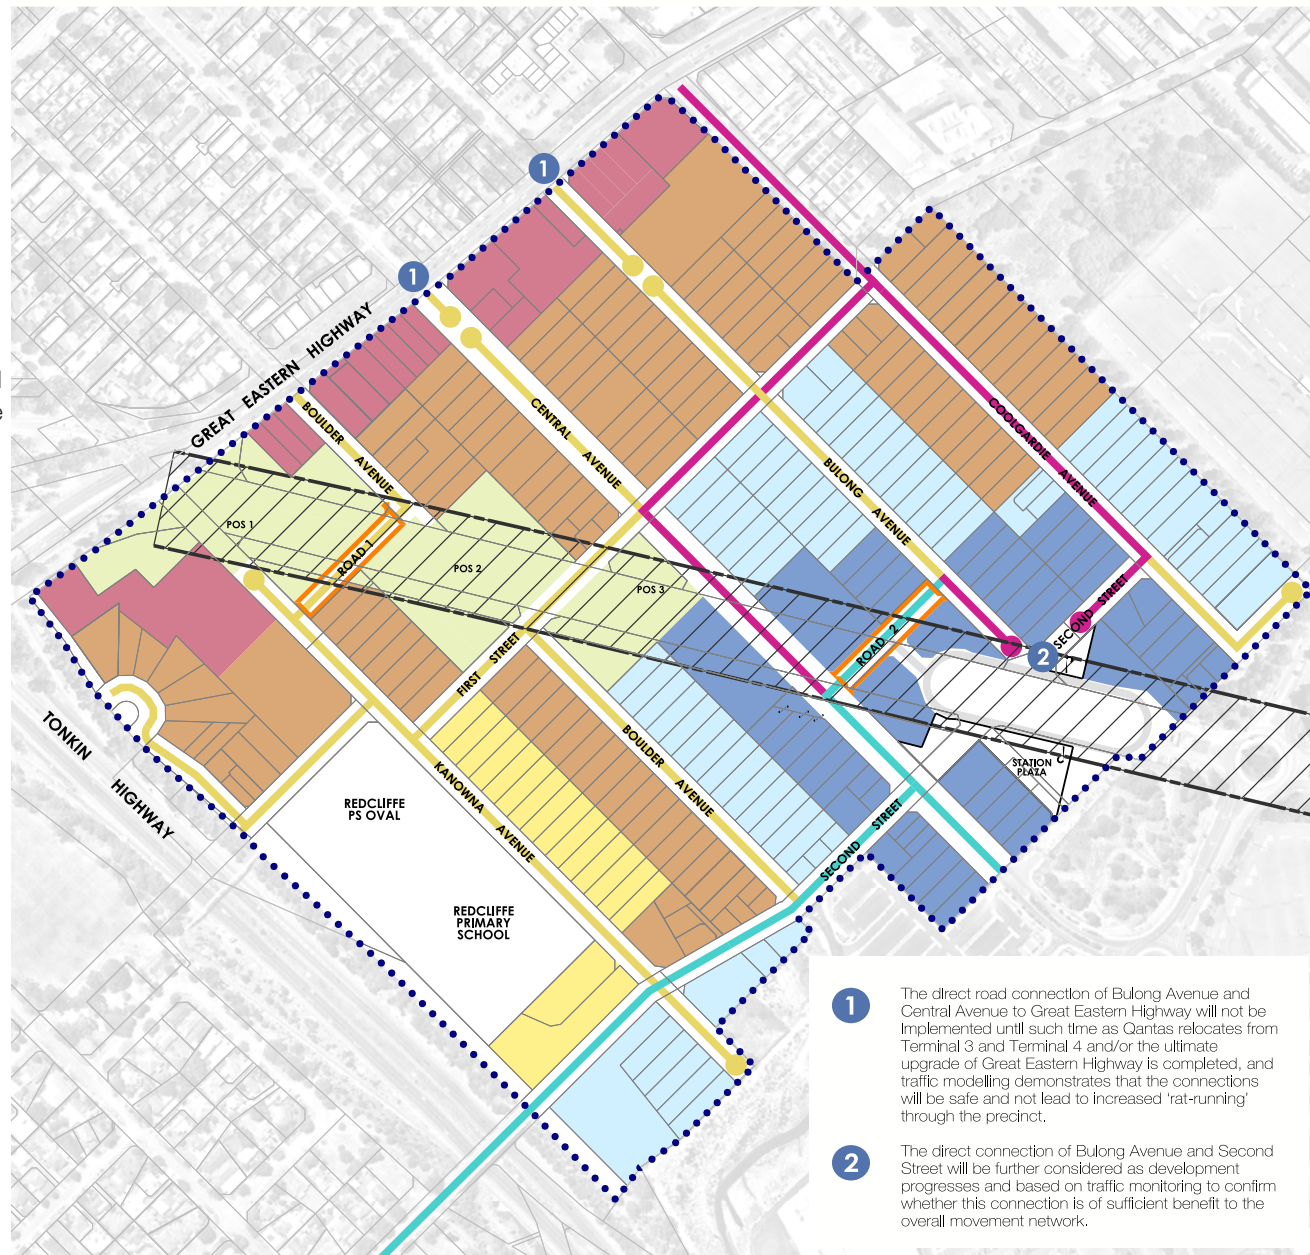 1
1
GREAT EASTERN HIGHWAY
BOULDER AVENUE
CENTRAL AVENUE
COOLGARDIE AVENUE
BULONG AVENUE
POS 1
ROAD 1
POS 2
POS 3
SECOND STREET
ROAD 2
2
FIRST STREET
TONKIN HIGHWAY
BOULDER AVENUE
KANOWNA AVENUE
STATION
PLAZA
REDCLIFFE
PS OVAL
SECOND STREET
REDCLIFFE
PRIMARY
SCHOOL
1
The direct road connection of Bulong Avenue and
Central Avenue to Great Eastern Highway will not be
implemented until such time as Qantas relocates from
Terminal 3 and Terminal 4 and/or the ultimate
upgrade of Great Eastern Highway is completed, and
traffic modelling demonstrates that the connections
will be safe and not lead to increased 'rat-running'
through the precinct.
2
The direct connection of Bulong Avenue and Second
Street will be further considered as development
progresses and based on traffic monitoring to confirm
whether this connection is of sufficient benefit to the
overall movement network.